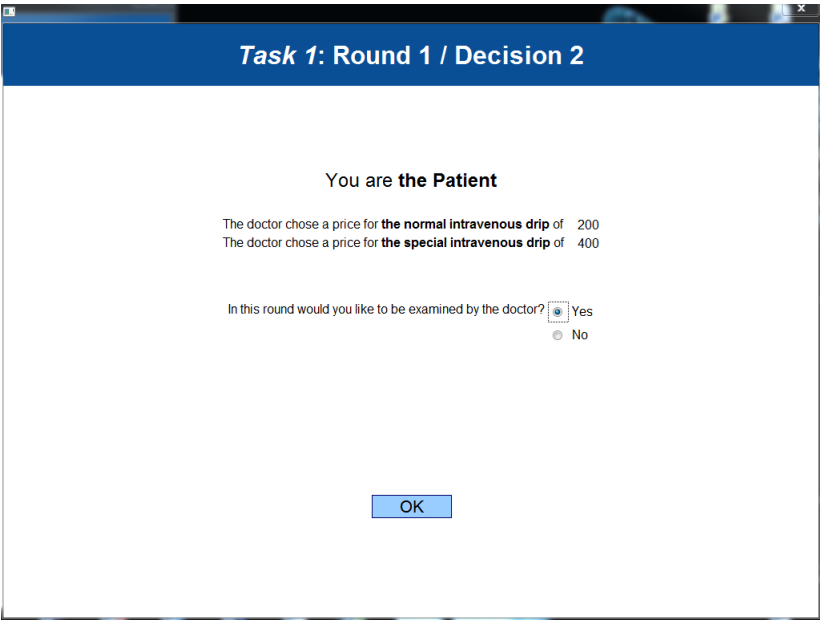 x
Task 1: Round 1 / Decision 2
You are the Patient
The doctor chose a price for the normal intravenous drip of 200
The doctor chose a price for the special intravenous drip of 400
In this round would you like to be examined by the doctor? Yes
No
OK